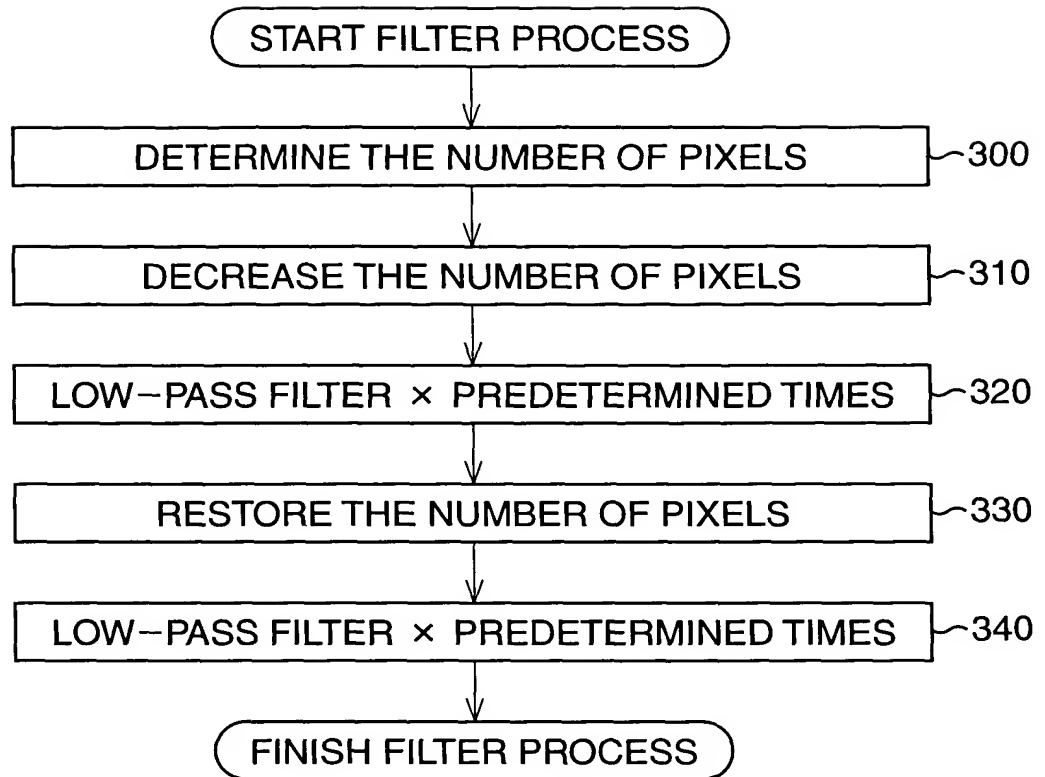 START FILTER PROCESS
DETERMINE THE NUMBER OF PIXELS 300
DECREASE THE NUMBER OF PIXELS 310
LOW-PASS FILTER × PREDETERMINED TIMES 320
RESTORE THE NUMBER OF PIXELS 330
LOW-PASS FILTER × PREDETERMINED TIMES 340
FINISH FILTER PROCESS